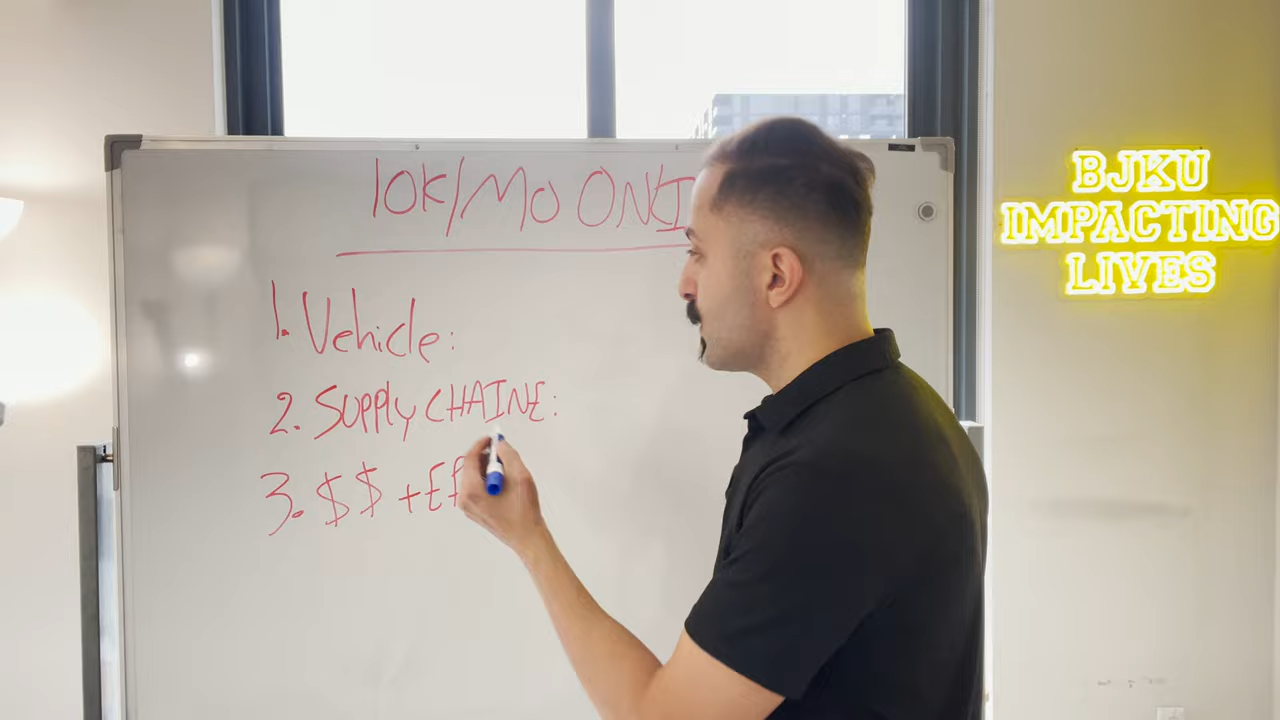 10K/MO ONLI
1. Vehicle:
2. Supply CHAINE:
3. $$ + Ef
BJKU
IMPACTING
LIVES